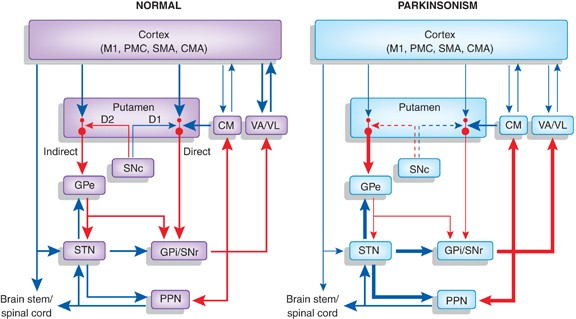 NORMAL
Cortex
(M1, PMC, SMA, CMA)
Putamen
D2
D1
CM
VA/VL
Indirect
Direct
SNc
GPe
STN
GPi/SNr
PPN
Brain stem/
spinal cord
PARKINSONISM
Cortex
(M1, PMC, SMA, CMA)
Putamen
CM
VA/VL
SNc
GPe
STN
GPi/SNr
PPN
Brain stem/
spinal cord